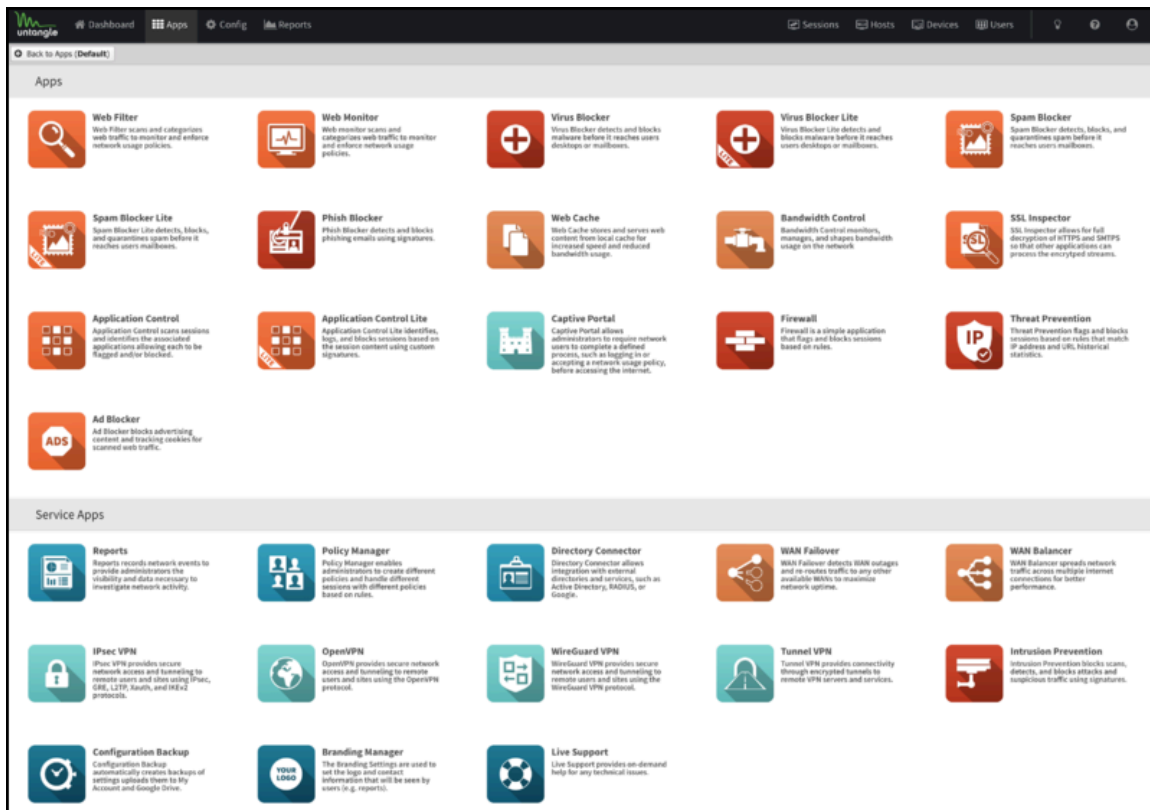 untangle
Dashboard
Apps
Config
Reports
Sessions
Hosts
Devices
Users
Back to Apps (Default)
Apps
Web Filter
Web Filter scans and categorizes
web traffic to monitor and enforce
network usage policies.
Web Monitor
Web monitor scans and
categorizes web traffic to monitor
and enforce network usage
policies.
Virus Blocker
Virus Blocker detects and blocks
malware before it reaches users
desktops or mailboxes.
LITE
Virus Blocker Lite
Virus Blocker Lite detects and
blocks malware before it reaches
users desktops or mailboxes.
Spam Blocker
Spam Blocker detects, blocks, and
quarantines spam before it
reaches users mailboxes.
LITE
Spam Blocker Lite
Spam Blocker Lite detects, blocks,
and quarantines spam before it
reaches users mailboxes.
Phish Blocker
Phish Blocker detects and blocks
phishing emails using signatures.
Web Cache
Web Cache stores and serves web
content from local cache for
increased speed and reduced
bandwidth usage.
Bandwidth Control
Bandwidth Control monitors,
manages, and shapes bandwidth
usage on the network
SSL
SSL Inspector
SSL Inspector allows for full
decryption of HTTPS and SMTPS
so that other applications can
process the encrytped streams.
Application Control
Application Control scans sessions
and identifies the associated
applications allowing each to be
flagged and/or blocked.
LITE
Application Control Lite
Application Control Lite identifies,
logs, and blocks sessions based on
the session content using custom
signatures.
Captive Portal
Captive Portal allows
administrators to require network
users to complete a defined
process, such as logging in or
accepting a network usage policy,
before accessing the internet.
Firewall
Firewall is a simple application
that flags and blocks sessions
based on rules.
IP
Threat Prevention
Threat Prevention flags and blocks
sessions based on rules that match
IP address and URL historical
statistics.
ADS
Ad Blocker
Ad Blocker blocks advertising
content and tracking cookies for
scanned web traffic.
Service Apps
Reports
Reports records network events to
provide administrators the
visibility and data necessary to
investigate network activity.
Policy Manager
Policy Manager enables
administrators to create different
policies and handle different
sessions with different policies
based on rules.
Directory Connector
Directory Connector allows
integration with external
directories and services, such as
Active Directory, RADIUS, or
Google.
WAN Failover
WAN Failover detects WAN outages
and re-routes traffic to any other
available WANs to maximize
network uptime.
WAN Balancer
WAN Balancer spreads network
traffic across multiple internet
connections for better
performance.
IPsec VPN
IPsec VPN provides secure
network access and tunneling to
remote users and sites using IPsec,
GRE, L2TP, Xauth, and IKEv2
protocols.
OpenVPN
OpenVPN provides secure network
access and tunneling to remote
users and sites using the OpenVPN
protocol.
WireGuard VPN
WireGuard VPN provides secure
network access and tunneling to
remote users and sites using the
WireGuard VPN protocol.
Tunnel VPN
Tunnel VPN provides connectivity
through encrypted tunnels to
remote VPN servers and services.
Intrusion Prevention
Intrusion Prevention blocks scans,
detects, and blocks attacks and
suspicious traffic using signatures.
Configuration Backup
Configuration Backup
automatically creates backups of
settings uploads them to My
Account and Google Drive.
YOUR
LOGO
Branding Manager
The Branding Settings are used to
set the logo and contact
information that will be seen by
users (e.g. reports).
Live Support
Live Support provides on-demand
help for any technical issues.